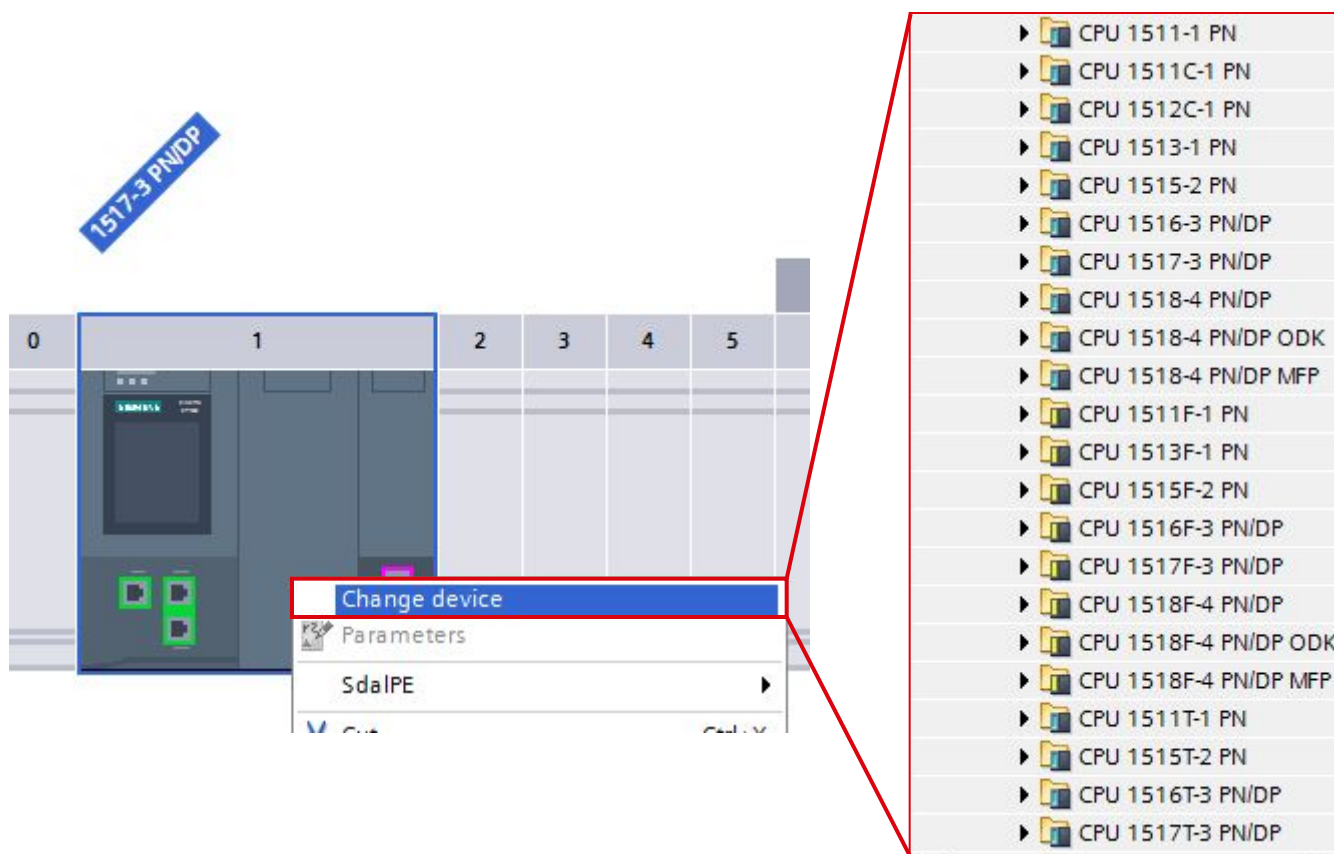 1517-3 PN/DP
0
1
2
3
4
5
SIEMENS
Change device
Parameters
SdalPE
CPU 1511-1 PN
CPU 1511C-1 PN
CPU 1512C-1 PN
CPU 1513-1 PN
CPU 1515-2 PN
CPU 1516-3 PN/DP
CPU 1517-3 PN/DP
CPU 1518-4 PN/DP
CPU 1518-4 PN/DP ODK
CPU 1518-4 PN/DP MFP
CPU 1511F-1 PN
CPU 1513F-1 PN
CPU 1515F-2 PN
CPU 1516F-3 PN/DP
CPU 1517F-3 PN/DP
CPU 1518F-4 PN/DP
CPU 1518F-4 PN/DP ODK
CPU 1518F-4 PN/DP MFP
CPU 1511T-1 PN
CPU 1515T-2 PN
CPU 1516T-3 PN/DP
CPU 1517T-3 PN/DP